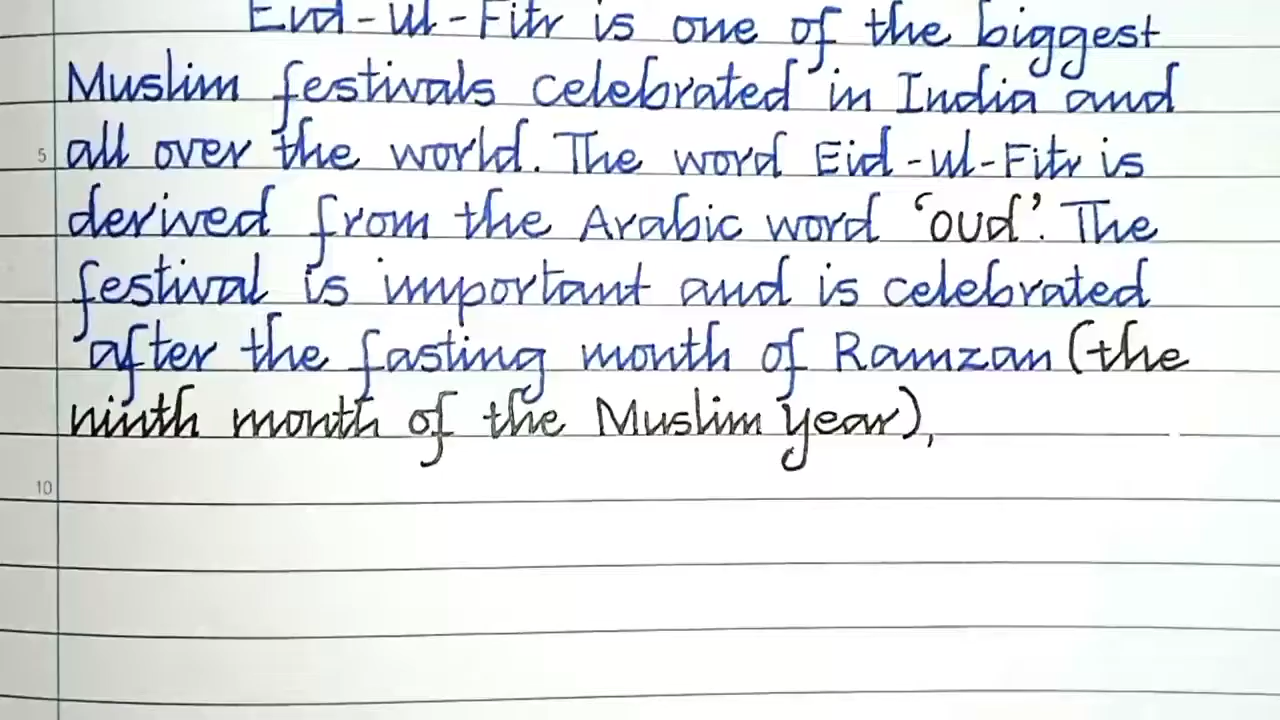 Eid-ul-Fitr is one of the biggest
Muslim festivals celebrated in India and
5 all over the world. The word Eid-ul-Fitr is
derived from the Arabic word 'oud'. The
festival is important and is celebrated
after the fasting month of Ramzan (the
ninth month of the Muslim year),
10